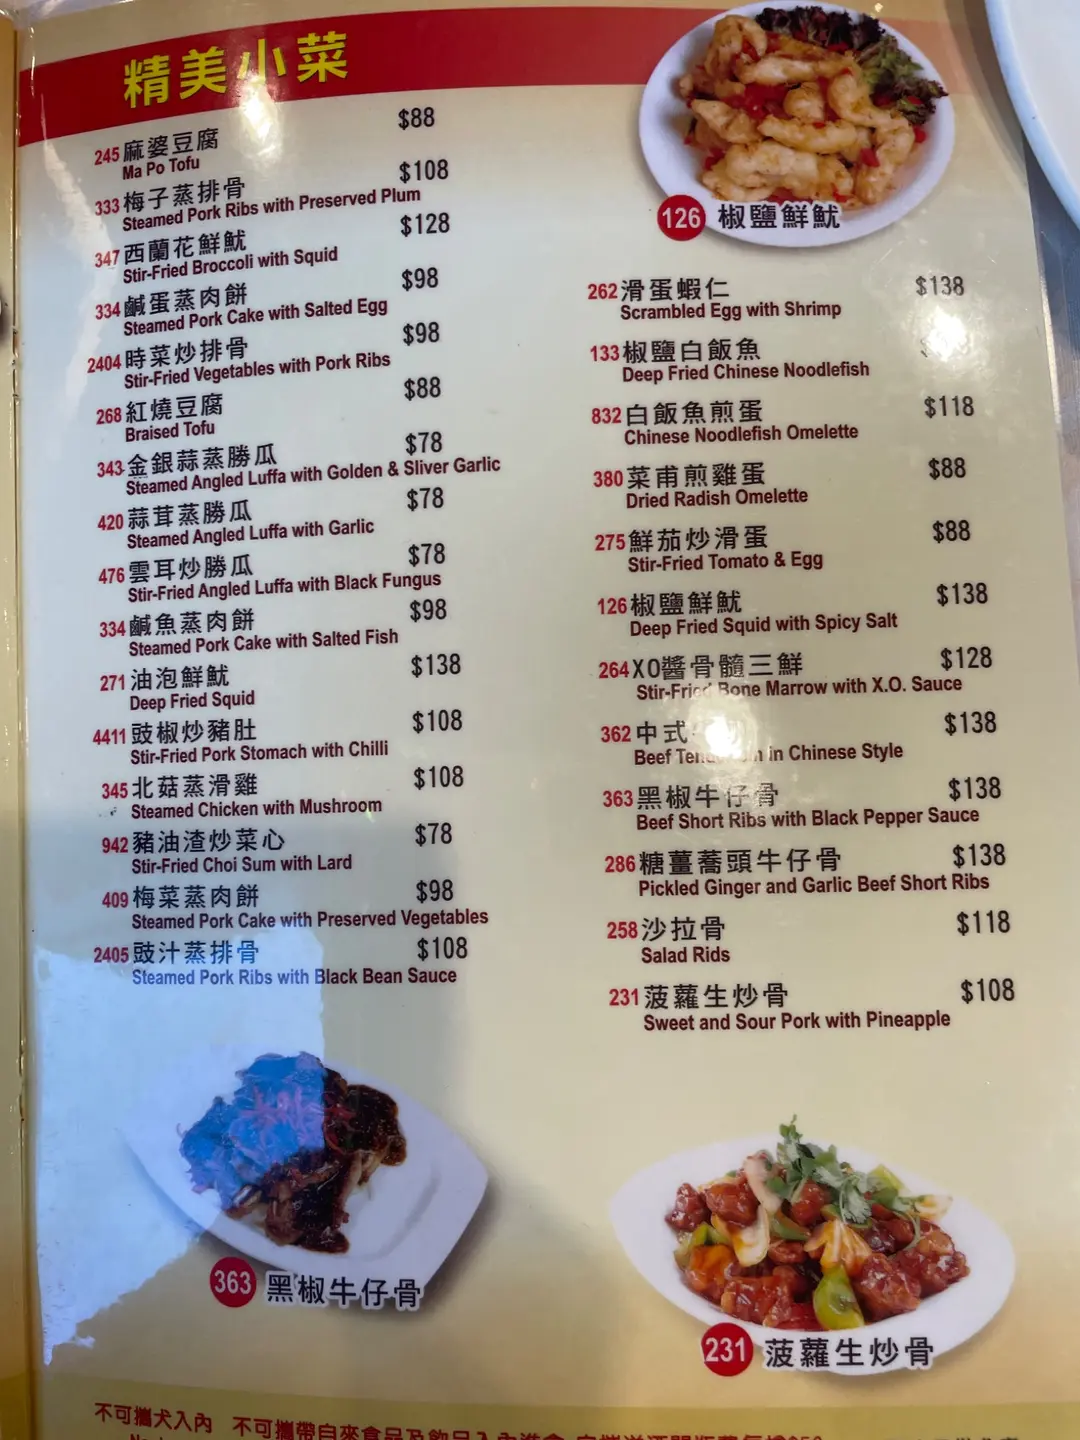 精美小菜
245 麻婆豆腐 $88
Ma Po Tofu
333 梅子蒸排骨 $108
Steamed Pork Ribs with Preserved Plum
347 西蘭花鮮魷 $128
Stir-Fried Broccoli with Squid
334 鹹蛋蒸肉餅 $98
Steamed Pork Cake with Salted Egg
2404 時菜炒排骨 $98
Stir-Fried Vegetables with Pork Ribs
268 紅燒豆腐 $88
Braised Tofu
343 金銀蒜蒸勝瓜 $78
Steamed Angled Luffa with Golden & Sliver Garlic
420 蒜茸蒸勝瓜 $78
Steamed Angled Luffa with Garlic
476 雲耳炒勝瓜 $78
Stir-Fried Angled Luffa with Black Fungus
334 鹹魚蒸肉餅 $98
Steamed Pork Cake with Salted Fish
271 油泡鮮魷 $138
Deep Fried Squid
4411 豉椒炒豬肚 $108
Stir-Fried Pork Stomach with Chilli
345 北菇蒸滑雞 $108
Steamed Chicken with Mushroom
942 豬油渣炒菜心 $78
Stir-Fried Choi Sum with Lard
409 梅菜蒸肉餅 $98
Steamed Pork Cake with Preserved Vegetables
2405 豉汁蒸排骨 $108
Steamed Pork Ribs with Black Bean Sauce
363 黑椒牛仔骨
126 椒鹽鮮魷
262 滑蛋蝦仁 $138
Scrambled Egg with Shrimp
133 椒鹽白飯魚
Deep Fried Chinese Noodlefish
832 白飯魚煎蛋 $118
Chinese Noodlefish Omelette
380 菜甫煎雞蛋 $88
Dried Radish Omelette
275 鮮茄炒滑蛋 $88
Stir-Fried Tomato & Egg
126 椒鹽鮮魷 $138
Deep Fried Squid with Spicy Salt
264 XO醬骨髓三鮮 $128
Stir-Fried Bone Marrow with X.O. Sauce
362 中式 $138
Beef in Chinese Style
363 黑椒牛仔骨 $138
Beef Short Ribs with Black Pepper Sauce
286 糖薑蕎頭牛仔骨 $138
Pickled Ginger and Garlic Beef Short Ribs
258 沙拉骨 $118
Salad Rids
231 菠蘿生炒骨 $108
Sweet and Sour Pork with Pineapple
231 菠蘿生炒骨
不可攜犬入內 不可攜帶自來食品及飲品入內進食